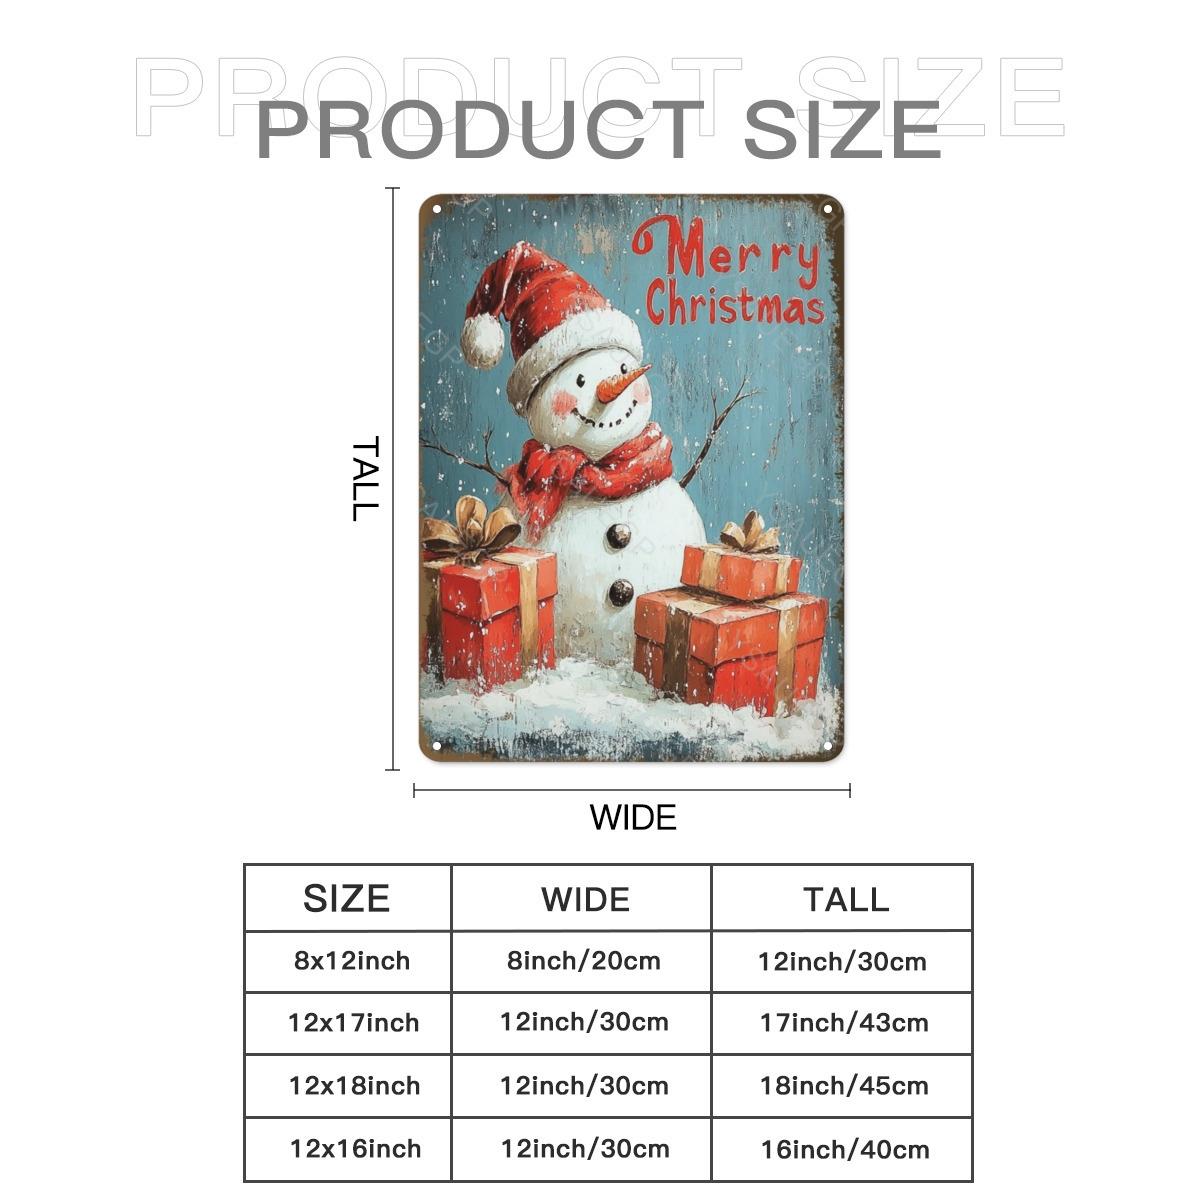 PRODUCT SIZE
PRODUCT SIZE
Merry
Christmas
TALL
WIDE
SIZE WIDE TALL
8x12inch 8inch/20cm 12inch/30cm
12x17inch 12inch/30cm 17inch/43cm
12x18inch 12inch/30cm 18inch/45cm
12x16inch 12inch/30cm 16inch/40cm